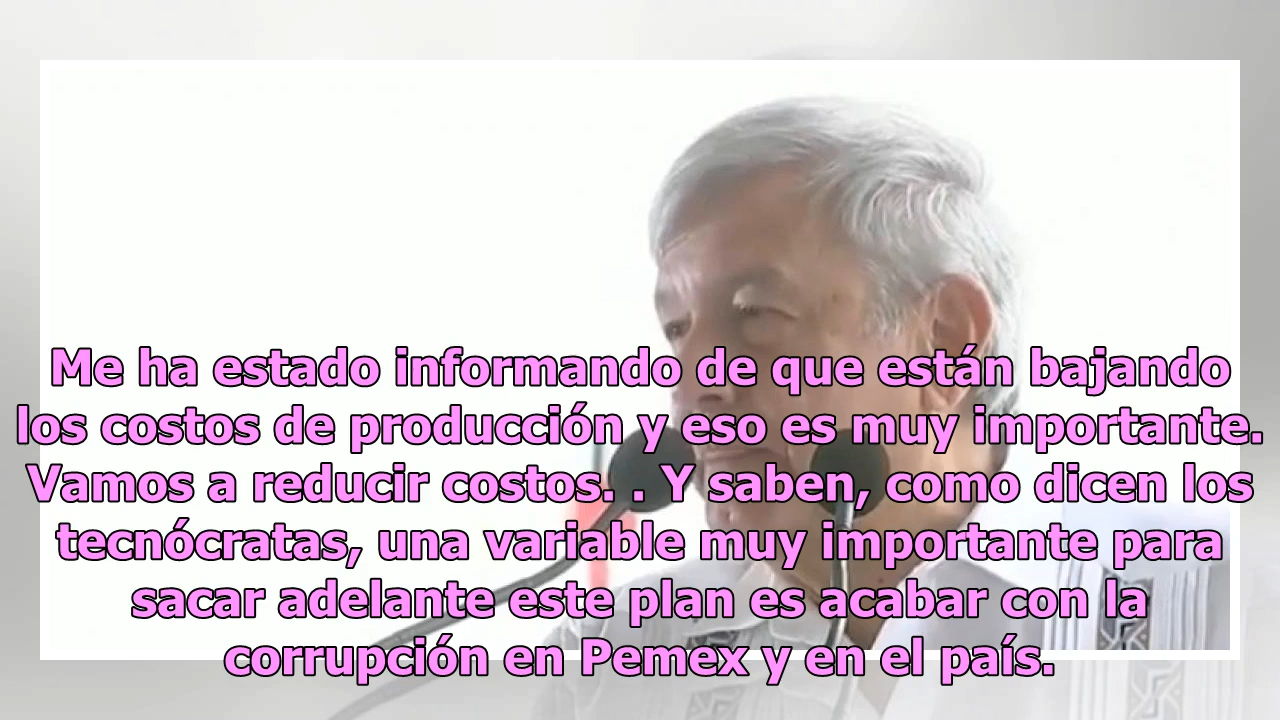 Me ha estado informando de que están bajando
los costos de producción y eso es muy importante.
Vamos a reducir costos. . Y saben, como dicen los
tecnócratas, una variable muy importante para
sacar adelante este plan es acabar con la
corrupción en Pemex y en el país.